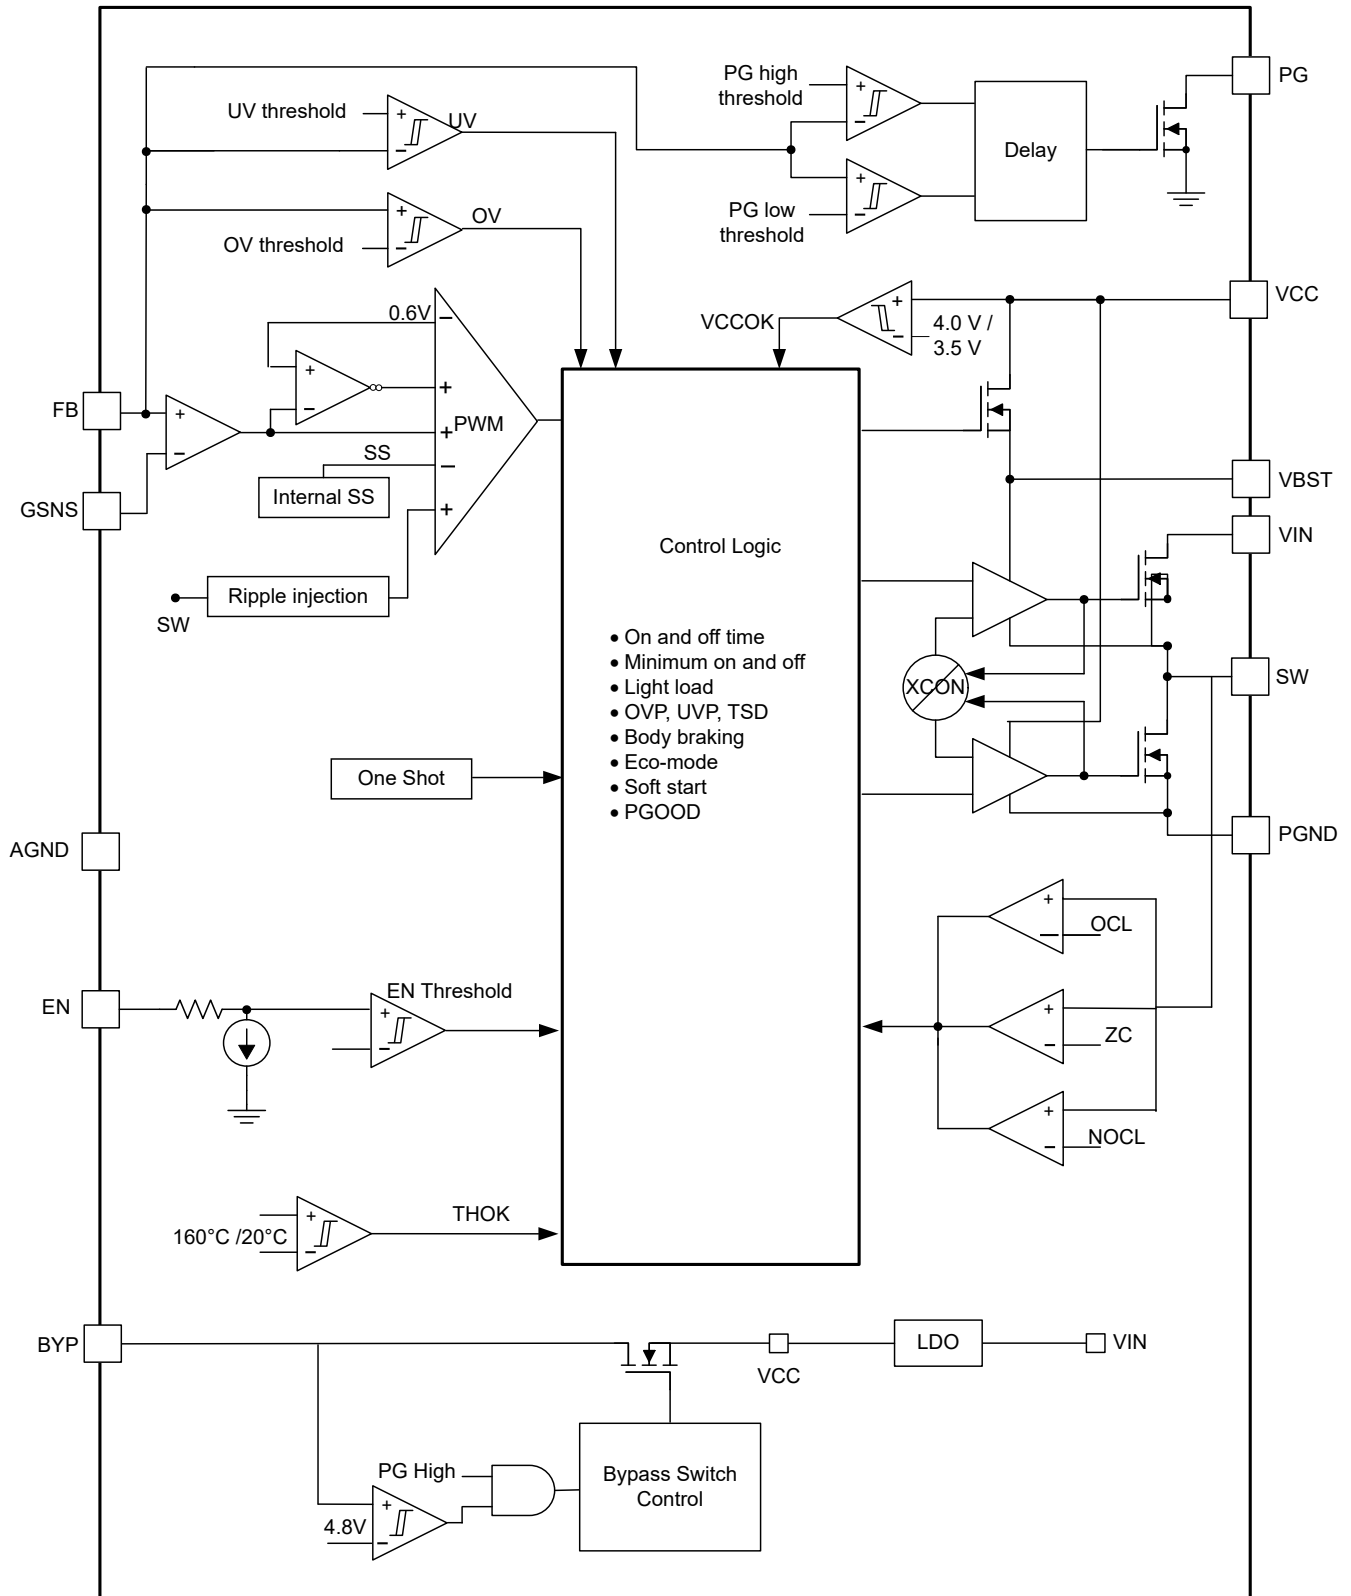 PG high
threshold
PG
UV threshold
+
UV
−
+
−
Delay
+
OV
OV threshold
−
PG low
threshold
+
−
VCC
VCCOK
+
−
4.0 V /
3.5 V
0.6V
−
+
−
+
+
PWM
SS
−
Internal SS
+
FB
+
−
GSNS
VBST
VIN
Control Logic
Ripple injection
SW
• On and off time
• Minimum on and off
• Light load
• OVP, UVP, TSD
• Body braking
• Eco-mode
• Soft start
• PGOOD
XCON
SW
One Shot
PGND
AGND
+
−
OCL
EN
EN Threshold
+
−
+
−
ZC
+
−
NOCL
160°C /20°C
+
−
THOK
BYP
VCC
LDO
VIN
PG High
4.8V
+
−
Bypass Switch
Control